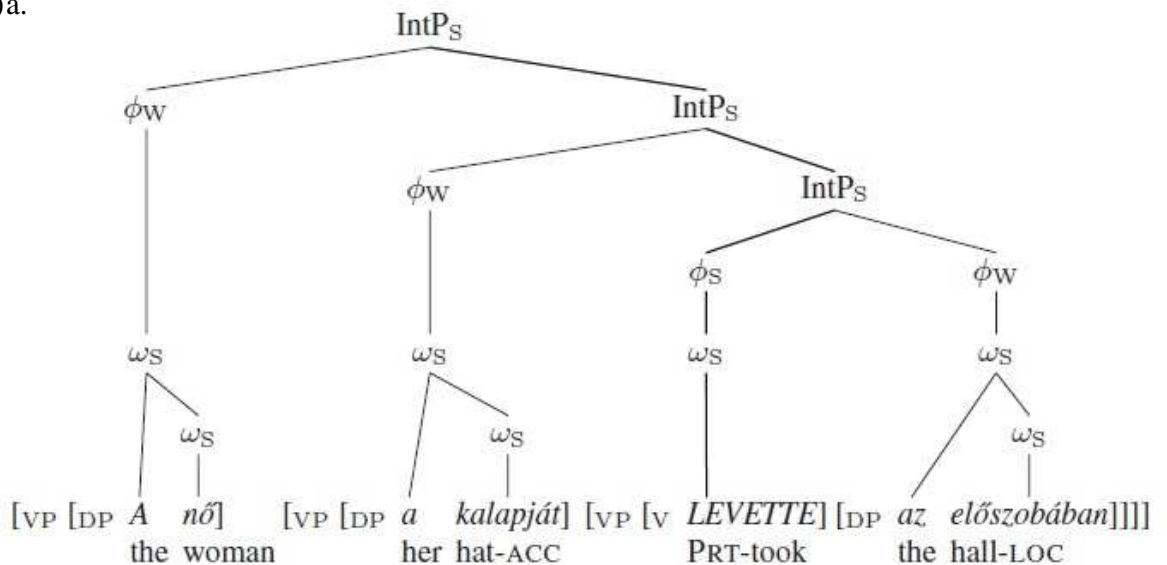 a.
IntP_S
ϕ_W IntP_S
ϕ_W IntP_S
ϕ_S ϕ_W
ω_S ω_S ω_S ω_S
ω_S ω_S ω_S
[VP [DP A nő] [VP [DP a kalapját] [VP [V LEVETTE] [DP az előszobában]]]]
the woman her hat-ACC PRT-took the hall-LOC